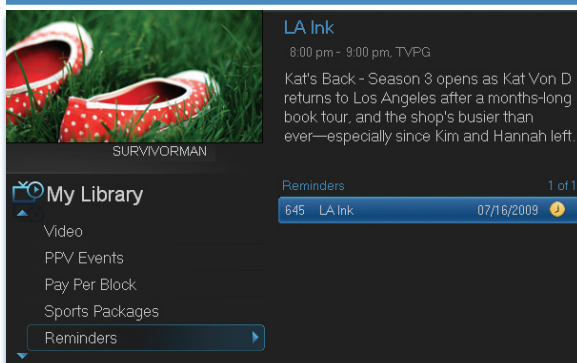 SURVIVORMAN
My Library
Video
PPV Events
Pay Per Block
Sports Packages
Reminders
LA Ink
8:00 pm - 9:00 pm, TVPG
Kat's Back - Season 3 opens as Kat Von D
returns to Los Angeles after a months-long
book tour, and the shop's busier than
ever—especially since Kim and Hannah left.
Reminders 1 of 1
645 LA Ink 07/16/2009